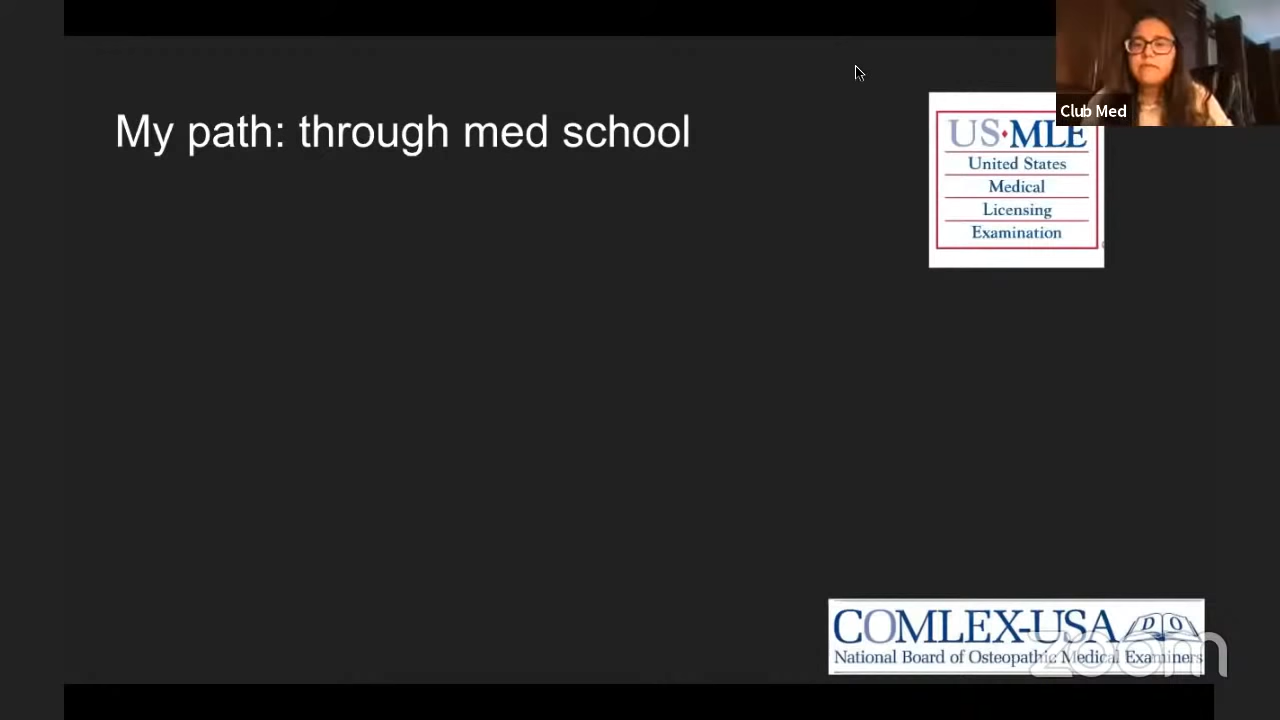 My path: through med school
Club Med
US·MLE
United States
Medical
Licensing
Examination
COMLEX-USA
D O
National Board of Osteopathic Medical Examiners
zoom